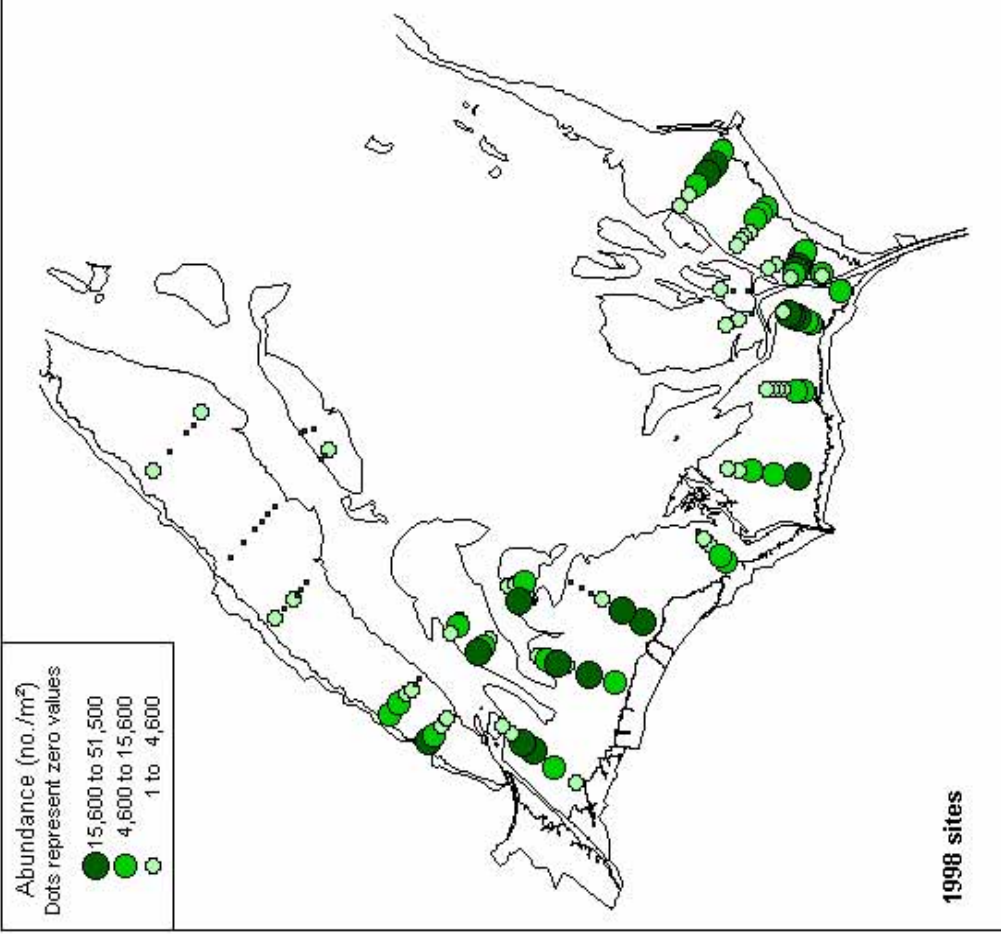 Abundance (no./m²)
Dots represent zero values
15,600 to 51,500
4,600 to 15,600
1 to 4,600
1998 sites